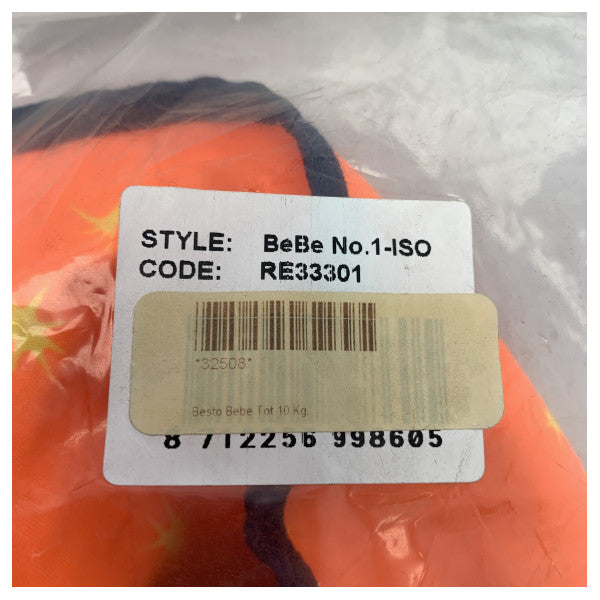 STYLE: BeBe No.1-ISO
CODE: RE33301
*32508*
Besto Bebe Tot 10 Kg.
8 712256 998605